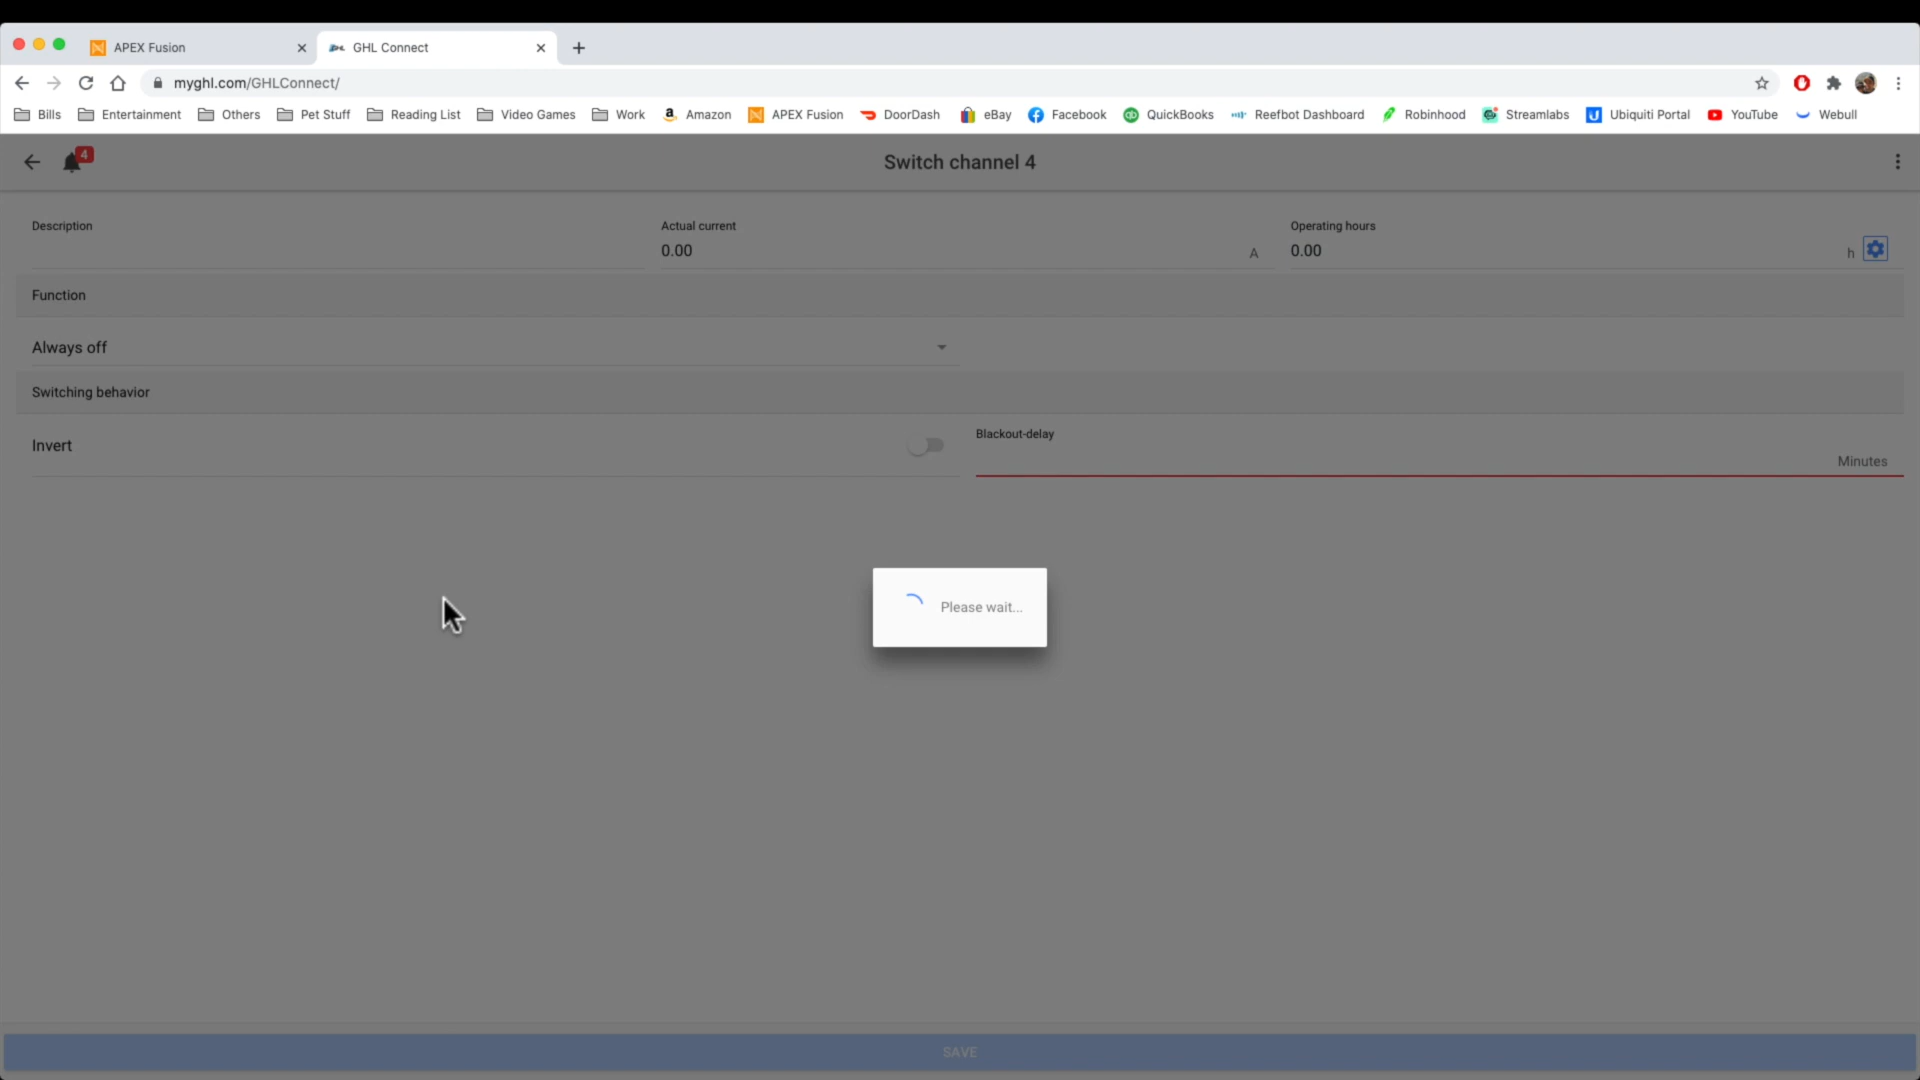 APEX Fusion
GHL Connect
myghl.com/GHLConnect/
Bills Entertainment Others Pet Stuff Reading List Video Games Work Amazon APEX Fusion DoorDash eBay Facebook QuickBooks Reefbot Dashboard Robinhood Streamlabs Ubiquiti Portal YouTube Webull
4
Switch channel 4
Description Actual current Operating hours
0.00 A 0.00 h
Function
Always off
Switching behavior
Invert Blackout-delay
Minutes
Please wait...
SAVE